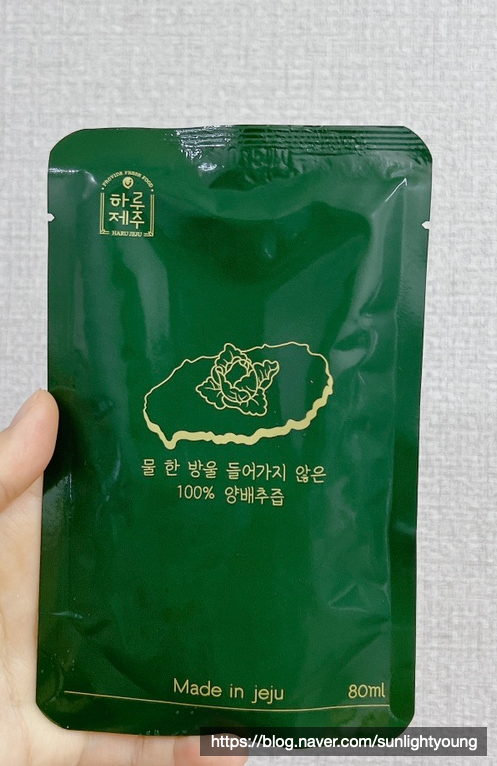 PROVIDE FRESH FOOD
하루
제주
HARU JEJU
물 한 방울 들어가지 않은
100% 양배추즙
Made in jeju 80ml
https://blog.naver.com/sunlightyoung